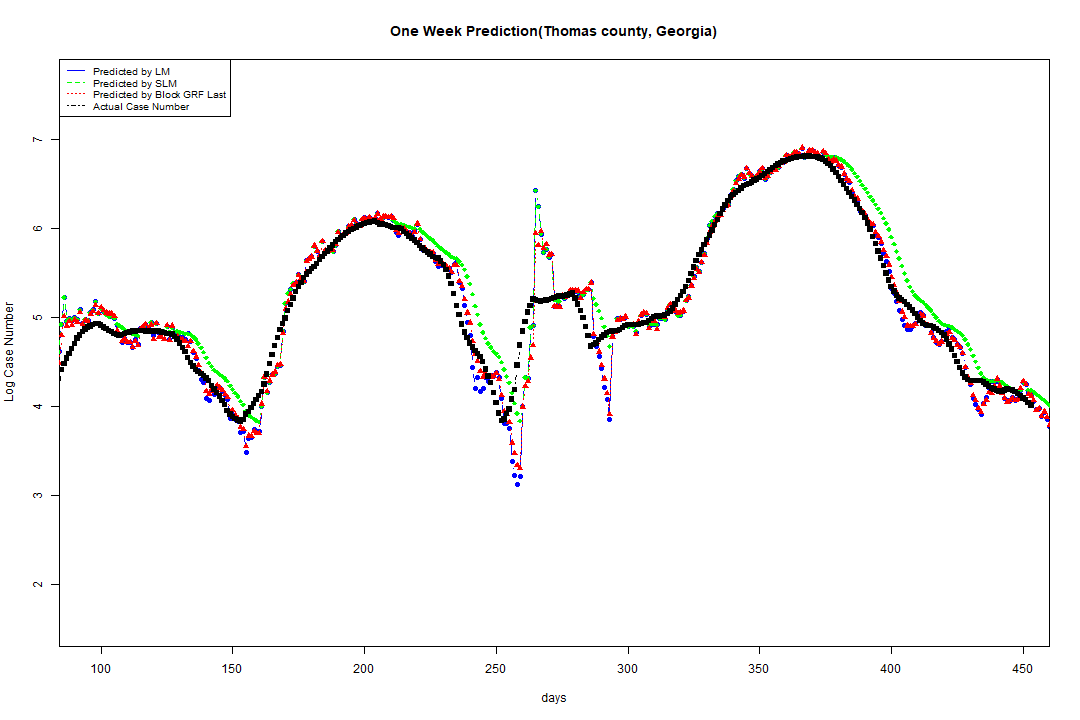 One Week Prediction(Thomas county, Georgia)
Predicted by LM
Predicted by SLM
Predicted by Block GRF Last
Actual Case Number
Log Case Number
7
6
5
4
3
2
100 150 200 250 300 350 400 450
days